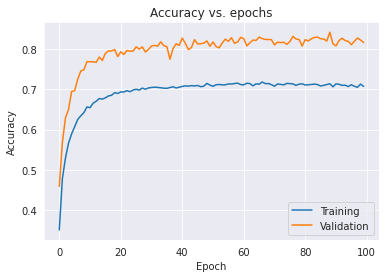 Accuracy vs. epochs
0.8
0.7
0.6
0.5
0.4
Accuracy
0 20 40 60 80 100
Epoch
Training
Validation